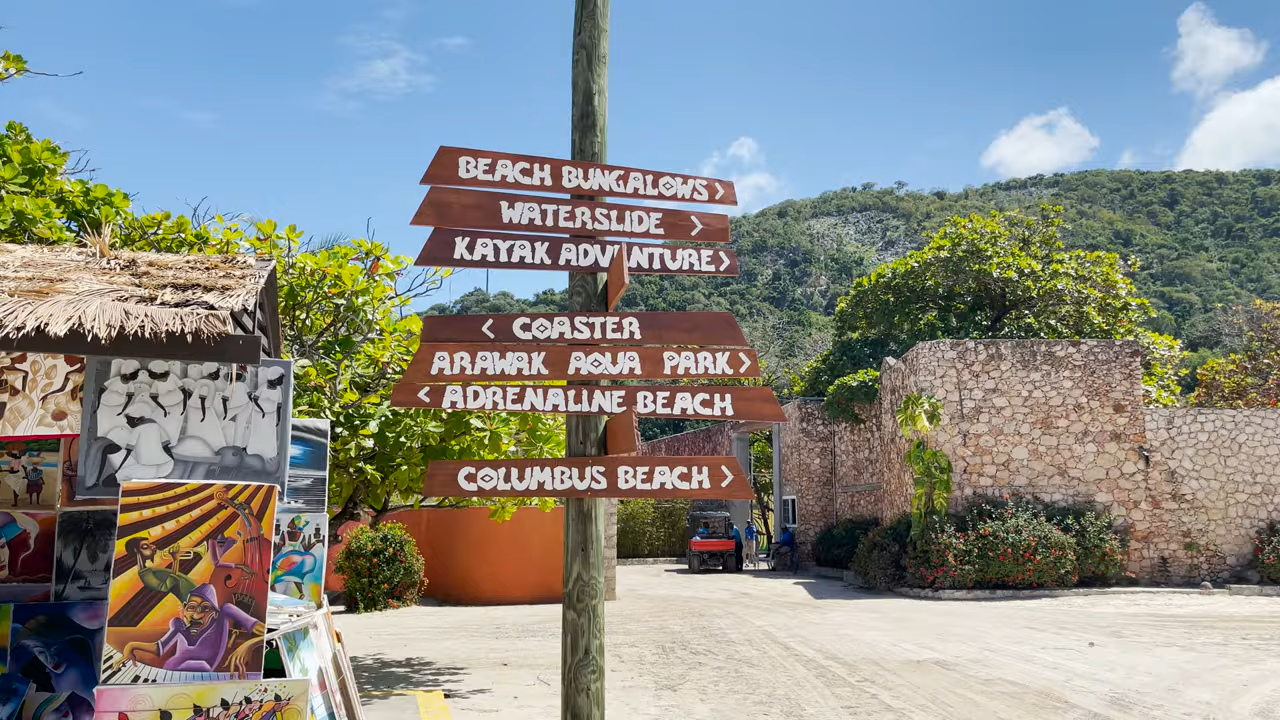 BEACH BUNGALOWS >
WATERSLIDE >
KAYAK ADVENTURE >
< COASTER
ARAWAK AQUA PARK >
< ADRENALINE BEACH
COLUMBUS BEACH >